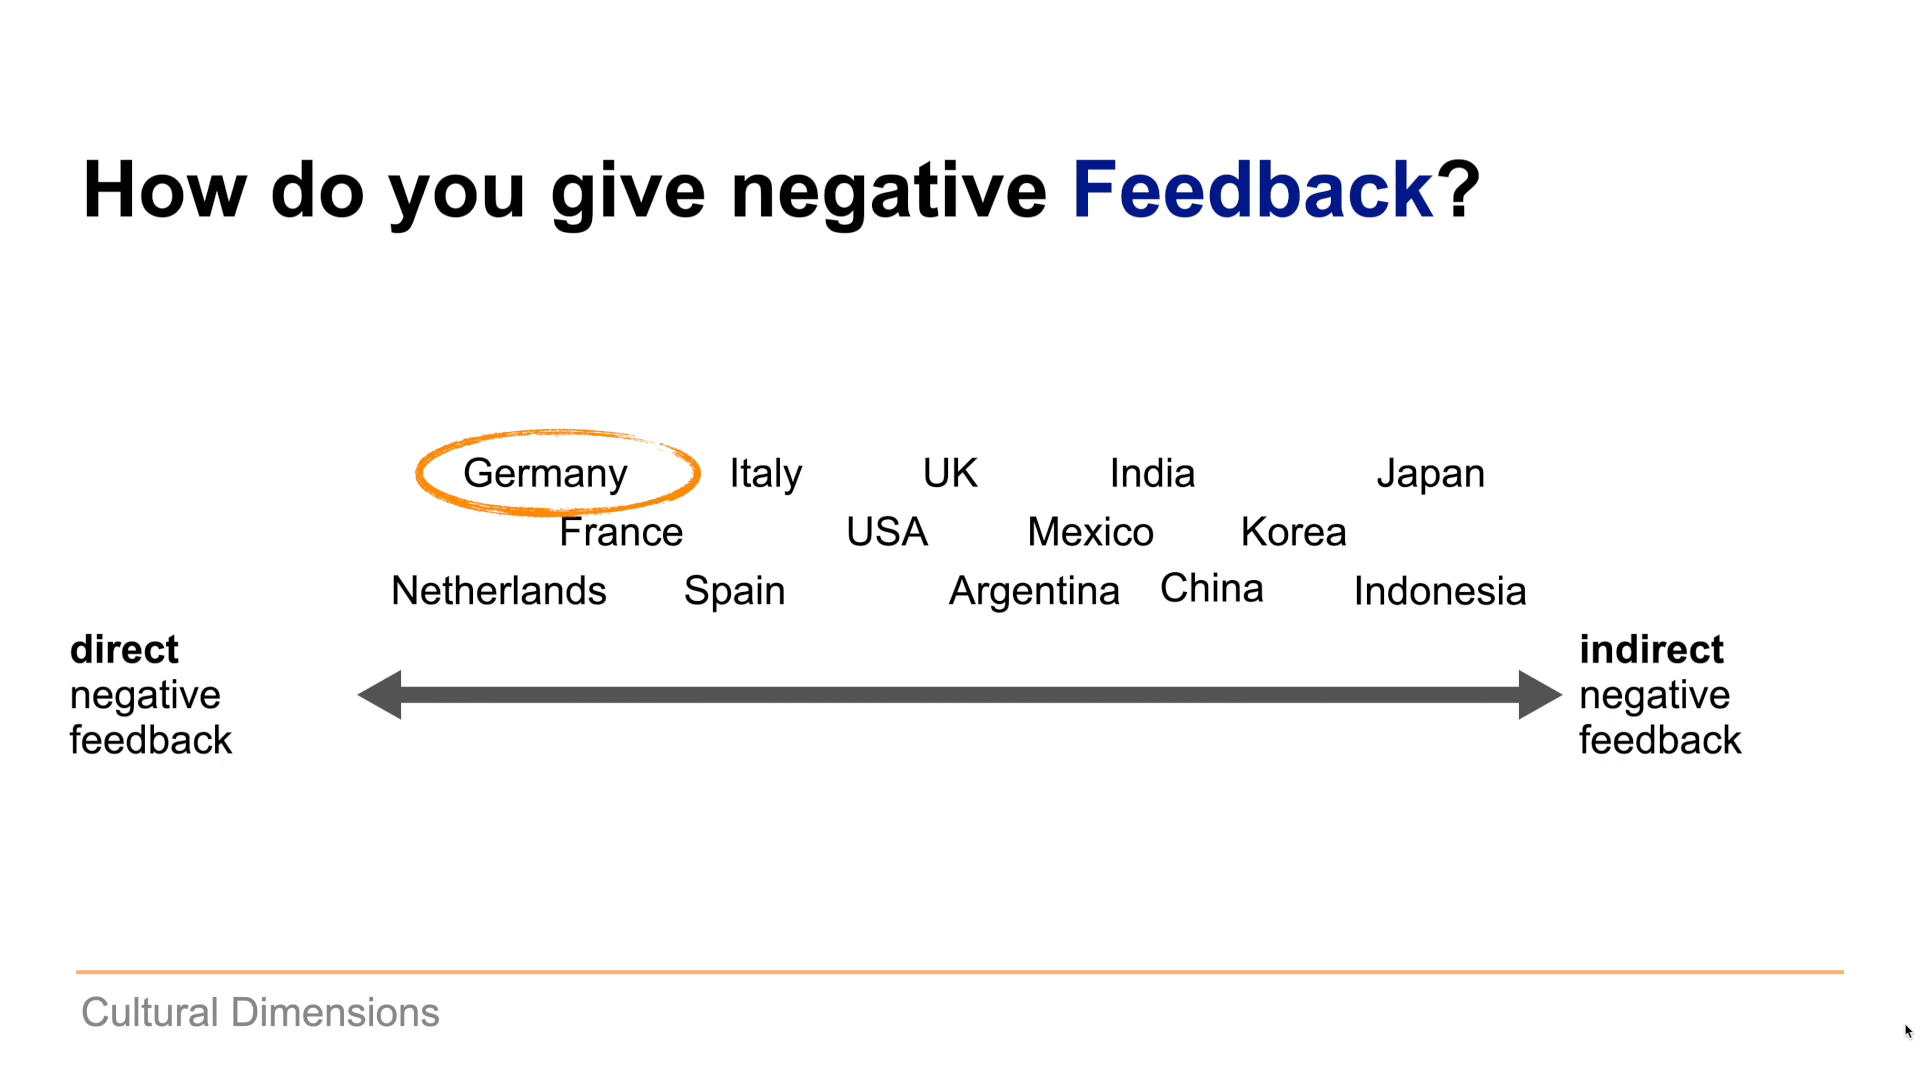 How do you give negative Feedback?
Germany Italy UK India Japan
France USA Mexico Korea
Netherlands Spain Argentina China Indonesia
direct
negative
feedback
indirect
negative
feedback
Cultural Dimensions